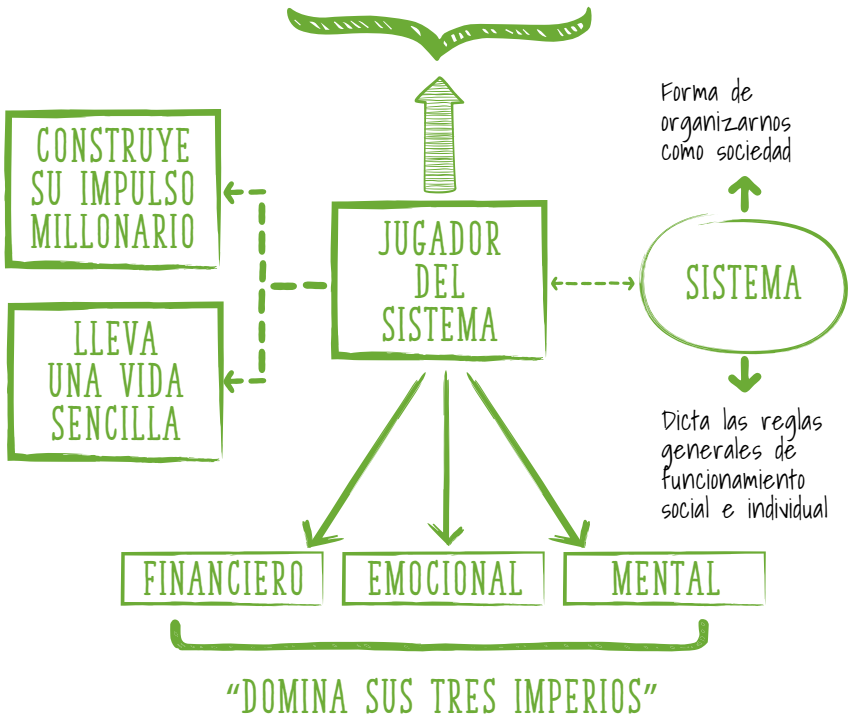 CONSTRUYE
SU IMPULSO
MILLONARIO
LLEVA
UNA VIDA
SENCILLA
JUGADOR
DEL
SISTEMA
Forma de
organizarnos
como sociedad
SISTEMA
Dicta las reglas
generales de
funcionamiento
social e individual
FINANCIERO
EMOCIONAL
MENTAL
“DOMINA SUS TRES IMPERIOS”